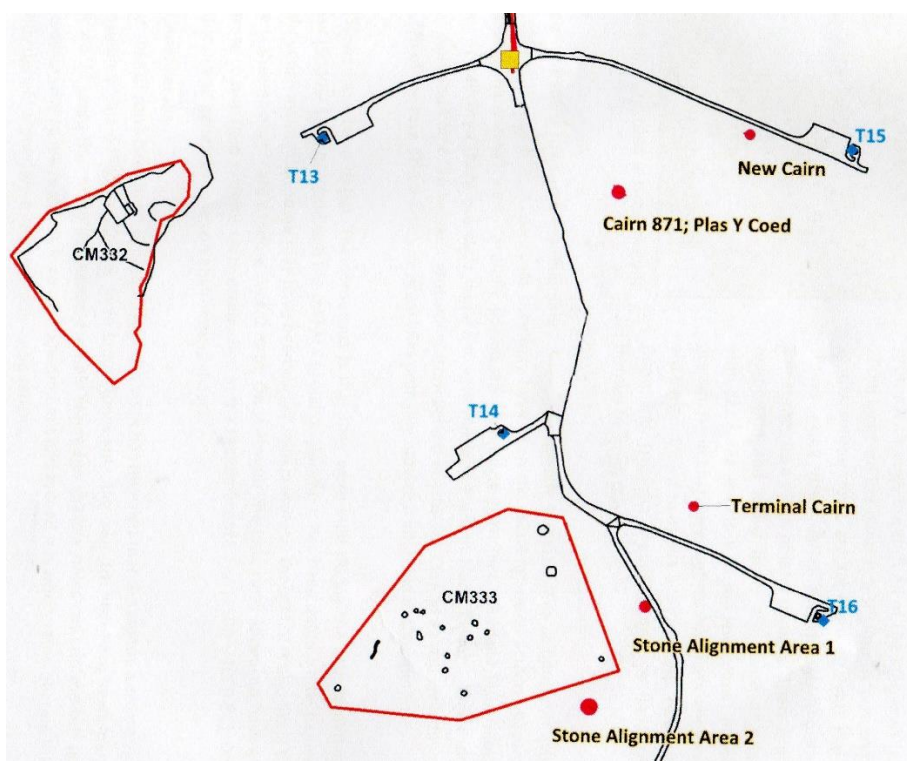 T15
T13
New Cairn
Cairn 871; Plas Y Coed
CM332
T14
Terminal Cairn
CM333
T16
Stone Alignment Area 1
Stone Alignment Area 2